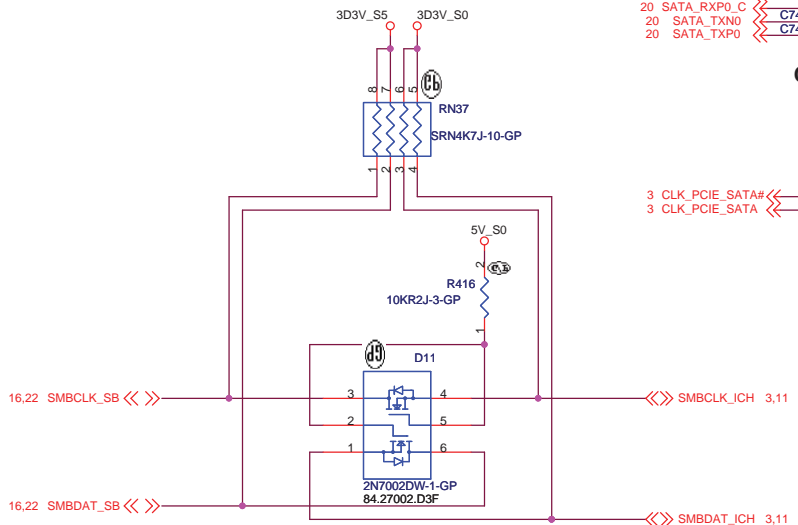 20 SATA_RXP0_C
20 SATA_TXN0
20 SATA_TXP0
3D3V_S5
3D3V_S0
8
7
6
5
RN37
SRN4K7J-10-GP
1
2
3
4
3 CLK_PCIE_SATA#
3 CLK_PCIE_SATA
5V_S0
2
R416
10KR2J-3-GP
1
D11
16,22 SMBCLK_SB
3
4
SMBCLK_ICH 3,11
2
5
1
6
2N7002DW-1-GP
84.27002.D3F
16,22 SMBDAT_SB
SMBDAT_ICH 3,11